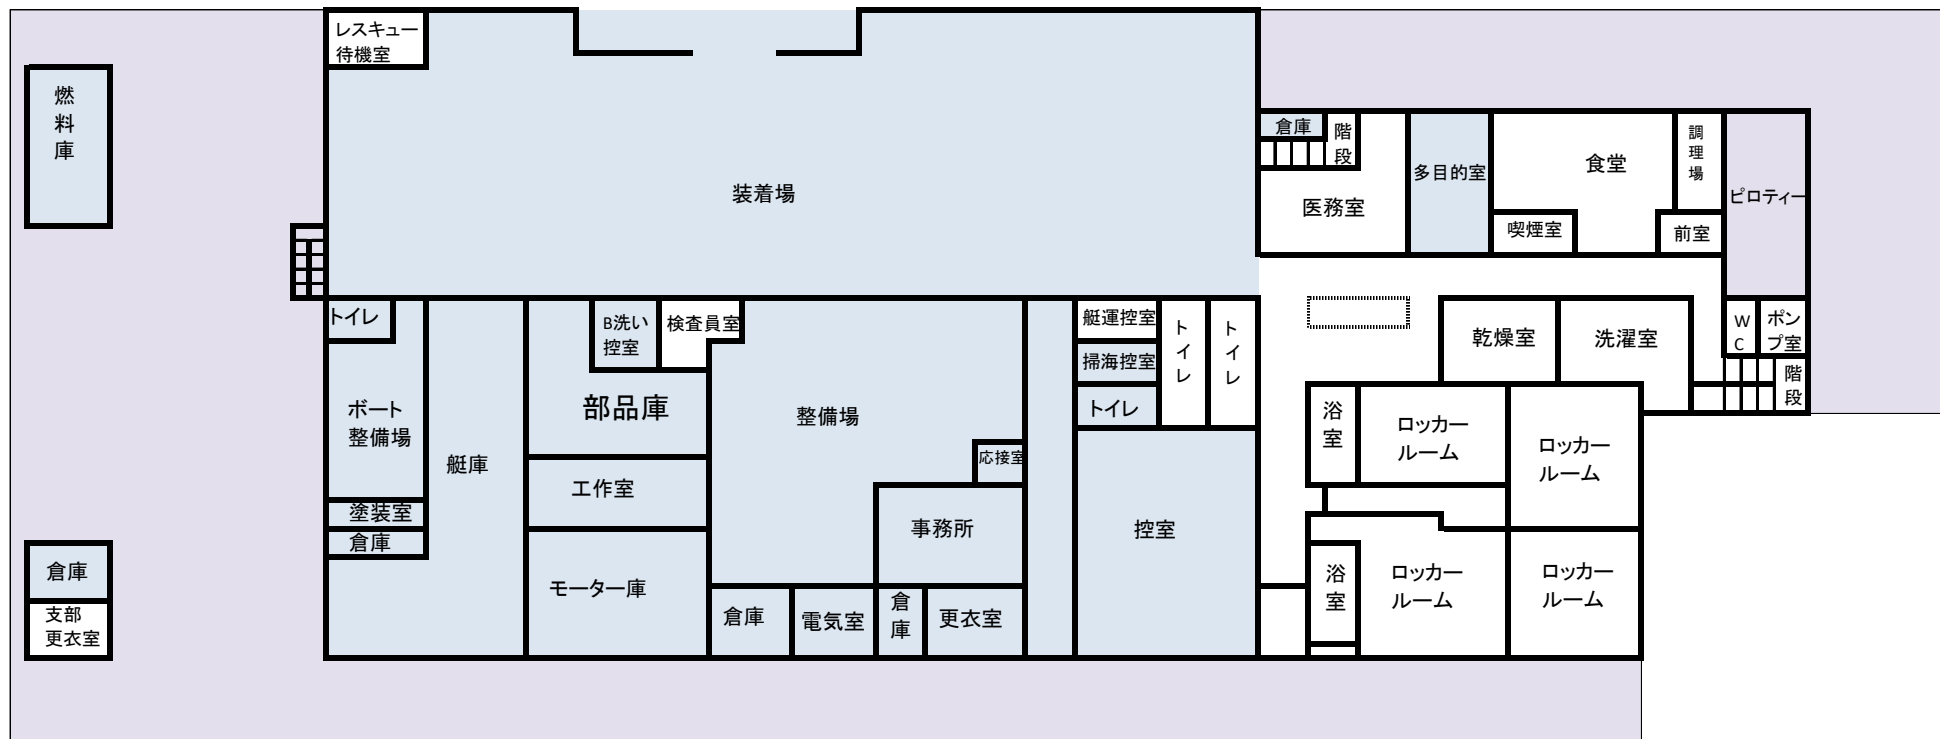 レスキュー
待機室
燃
料
庫
装着場
倉庫
階
段
医務室
多目的室
食堂
調
理
場
喫煙室
前室
ピロティー
トイレ
B洗い
控室
検査員室
艇運控室
掃海控室
トイレ
ト
イ
レ
ト
イ
レ
乾燥室
洗濯室
W
C
ポン
プ室
階
段
ボート
整備場
艇庫
部品庫
整備場
応接室
工作室
塗装室
倉庫
モーター庫
事務所
倉庫
電気室
倉
庫
更衣室
控室
浴
室
ロッカー
ルーム
ロッカー
ルーム
浴
室
ロッカー
ルーム
ロッカー
ルーム
倉庫
支部
更衣室